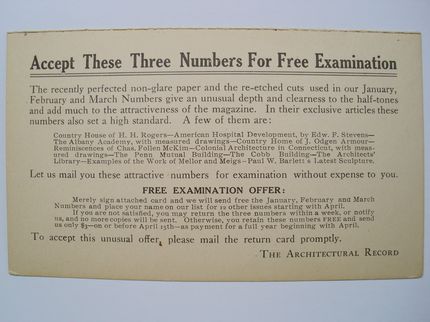 Accept These Three Numbers For Free Examination
The recently perfected non-glare paper and the re-etched cuts used in our January,
February and March Numbers give an unusual depth and clearness to the half-tones
and add much to the attractiveness of the magazine. In their exclusive articles these
numbers also set a high standard. A few of them are:
Country House of H. H. Rogers—American Hospital Development, by Edw. F. Stevens—
The Albany Academy, with measured drawings—Country Home of J. Ogden Armour—
Reminiscences of Chas. Follen McKim—Colonial Architecture in Connecticut, with meas-
ured drawings—The Penn Mutual Building—The Cobb Building—The Architects'
Library—Examples of the Work of Mellor and Meigs—Paul W. Barlett's Latest Sculpture.
Let us mail you these attractive numbers for examination without expense to you.
FREE EXAMINATION OFFER:
Merely sign attached card and we will send free the January, February and March
Numbers and place your name on our list for 12 other issues starting with April.
If you are not satisfied, you may return the three numbers within a week, or notify
us, and no more copies will be sent. Otherwise, you retain these numbers FREE and send
us only $3—on or before April 15th—as payment for a full year beginning with April.
To accept this unusual offer, please mail the return card promptly.
The Architectural Record